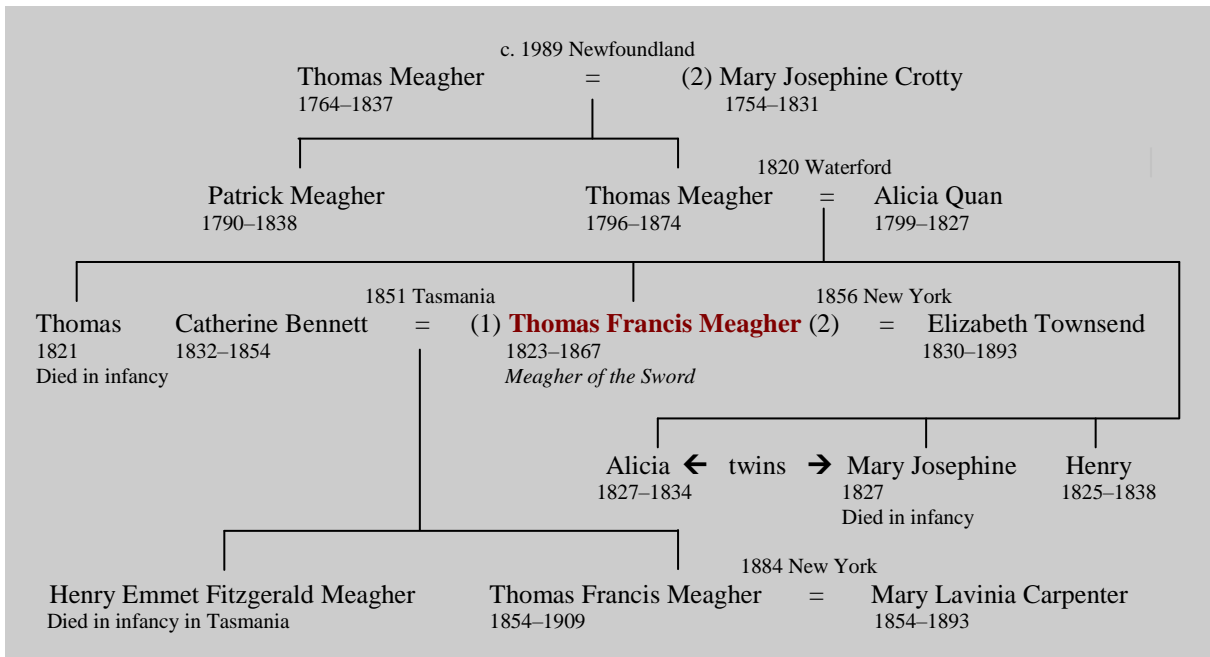 c. 1989 Newfoundland
Thomas Meagher = (2) Mary Josephine Crotty
1764–1837 1754–1831
1820 Waterford
Patrick Meagher Thomas Meagher = Alicia Quan
1790–1838 1796–1874 1799–1827
1851 Tasmania 1856 New York
Thomas Catherine Bennett = (1) Thomas Francis Meagher (2) = Elizabeth Townsend
1821 1832–1854 1823–1867 1830–1893
Died in infancy Meagher of the Sword
Alicia ← twins → Mary Josephine Henry
1827–1834 1827 1825–1838
Died in infancy
1884 New York
Henry Emmet Fitzgerald Meagher Thomas Francis Meagher = Mary Lavinia Carpenter
Died in infancy in Tasmania 1854–1909 1854–1893